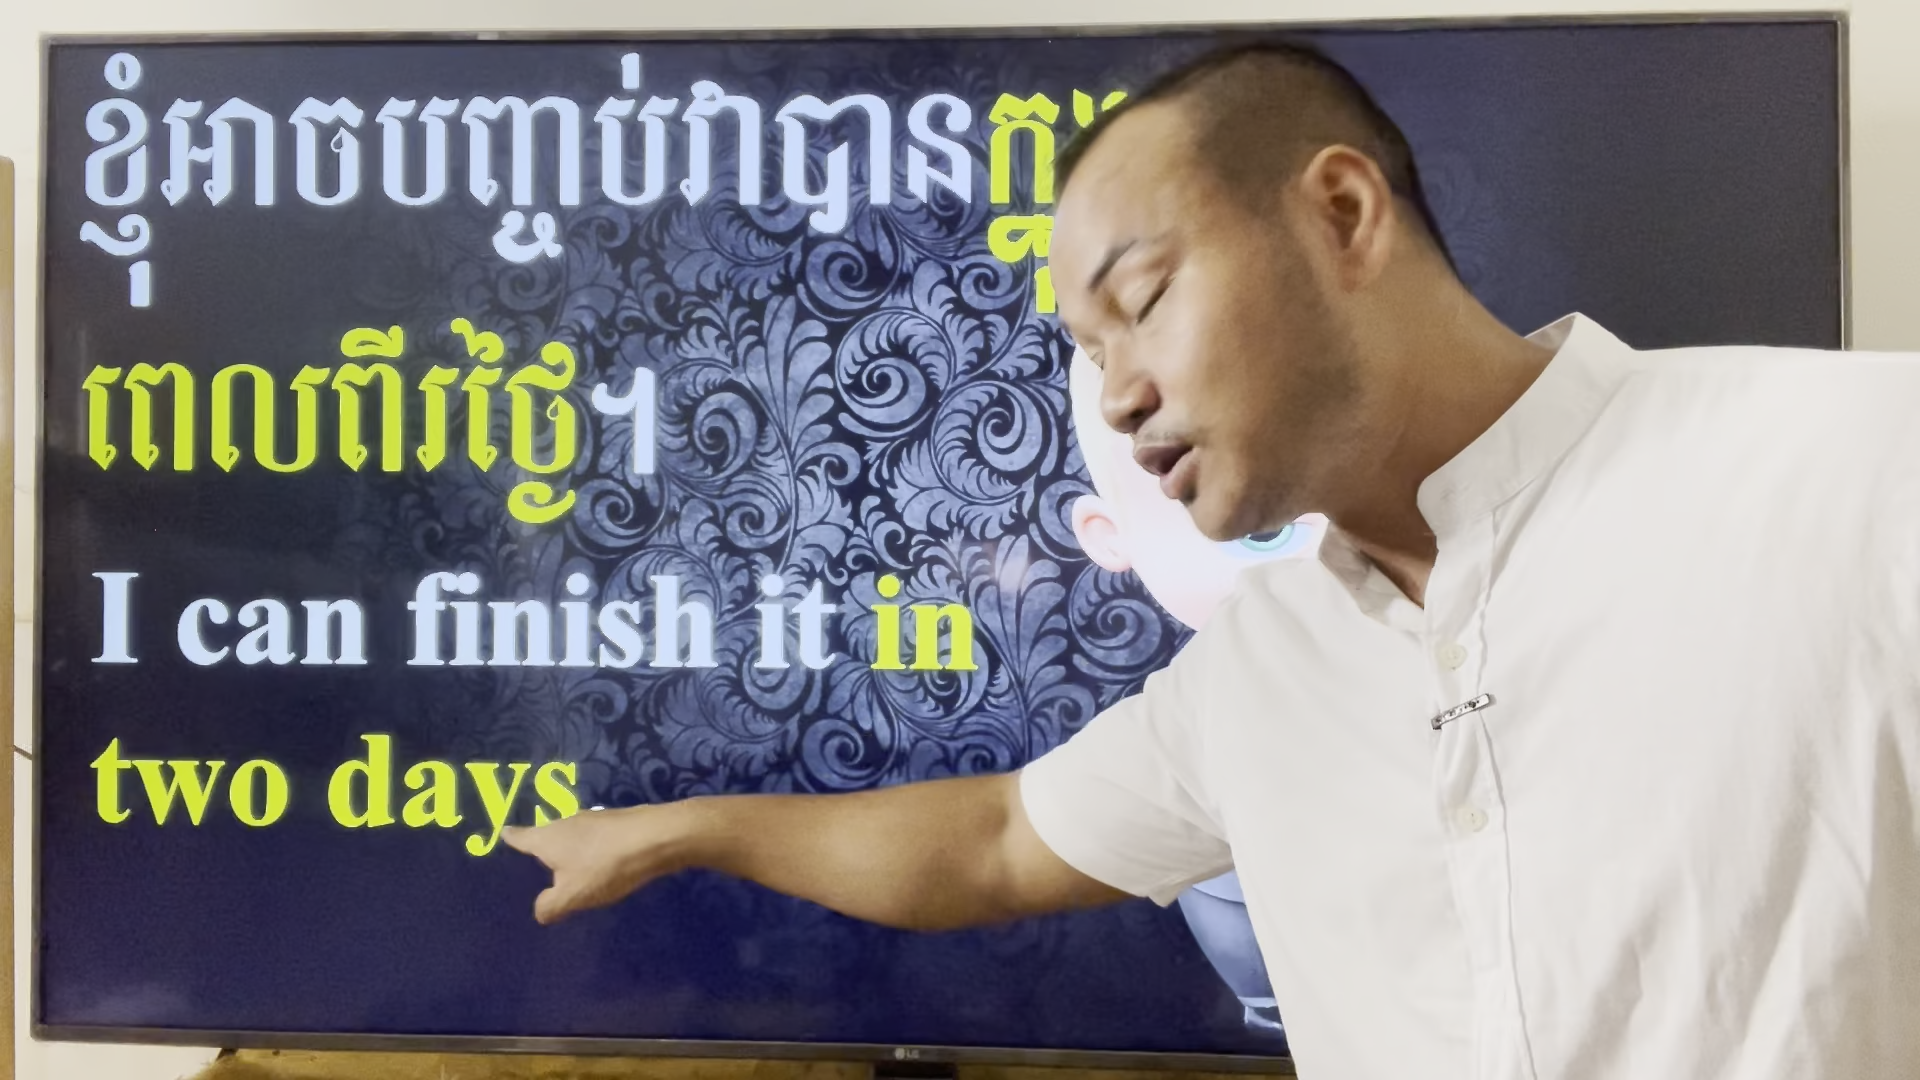 ខ្ញុំអាចបញ្ចប់វាបាន
ពេលពីរថ្ងៃ។
I can finish it in
two days.
LG